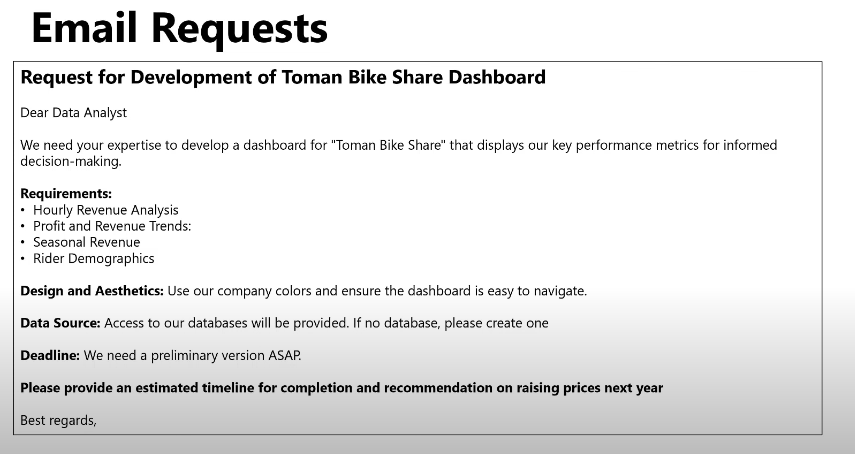 Email Requests
Request for Development of Toman Bike Share Dashboard
Dear Data Analyst
We need your expertise to develop a dashboard for "Toman Bike Share" that displays our key performance metrics for informed
decision-making.
Requirements:
• Hourly Revenue Analysis
• Profit and Revenue Trends:
• Seasonal Revenue
• Rider Demographics
Design and Aesthetics: Use our company colors and ensure the dashboard is easy to navigate.
Data Source: Access to our databases will be provided. If no database, please create one
Deadline: We need a preliminary version ASAP.
Please provide an estimated timeline for completion and recommendation on raising prices next year
Best regards,